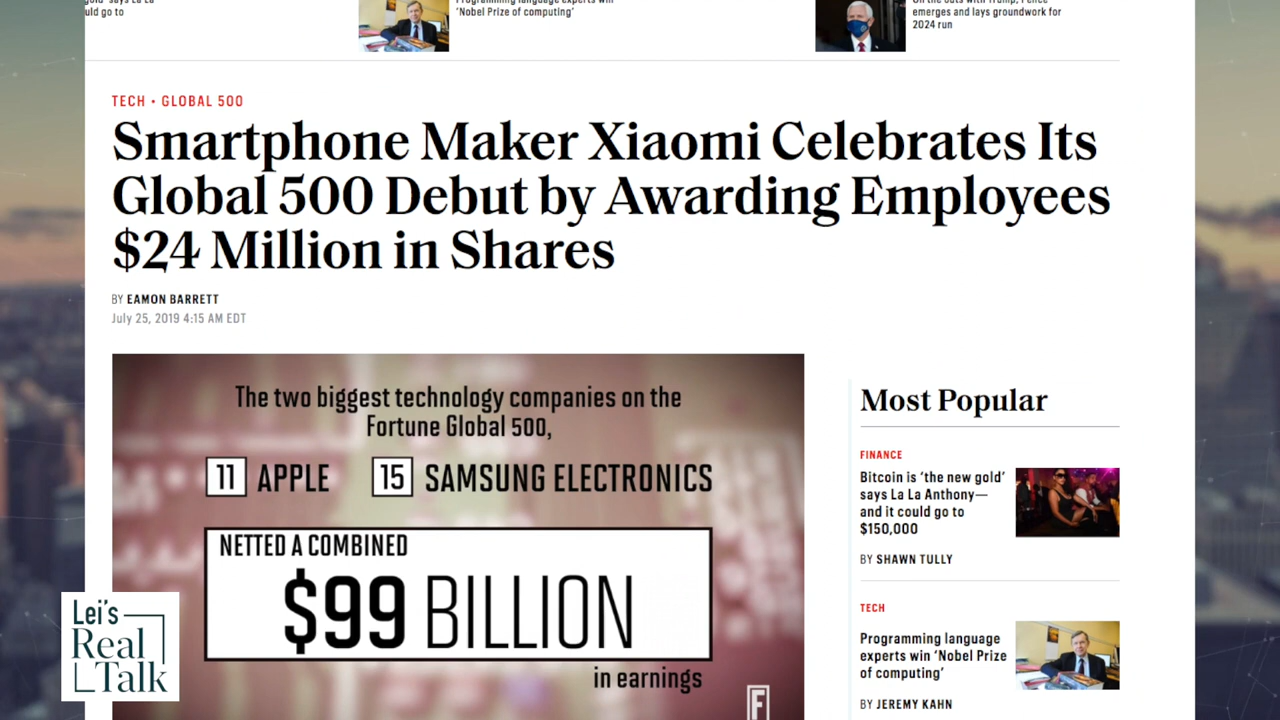 uld go to
'Nobel Prize of computing'
emerges and lays groundwork for
2024 run
TECH • GLOBAL 500
Smartphone Maker Xiaomi Celebrates Its
Global 500 Debut by Awarding Employees
$24 Million in Shares
BY EAMON BARRETT
July 25, 2019 4:15 AM EDT
The two biggest technology companies on the
Fortune Global 500,
11 APPLE 15 SAMSUNG ELECTRONICS
NETTED A COMBINED
$99 BILLION
in earnings
F
Most Popular
FINANCE
Bitcoin is 'the new gold'
says La La Anthony—
and it could go to
$150,000
BY SHAWN TULLY
TECH
Programming language
experts win 'Nobel Prize
of computing'
BY JEREMY KAHN
Lei's
Real
Talk